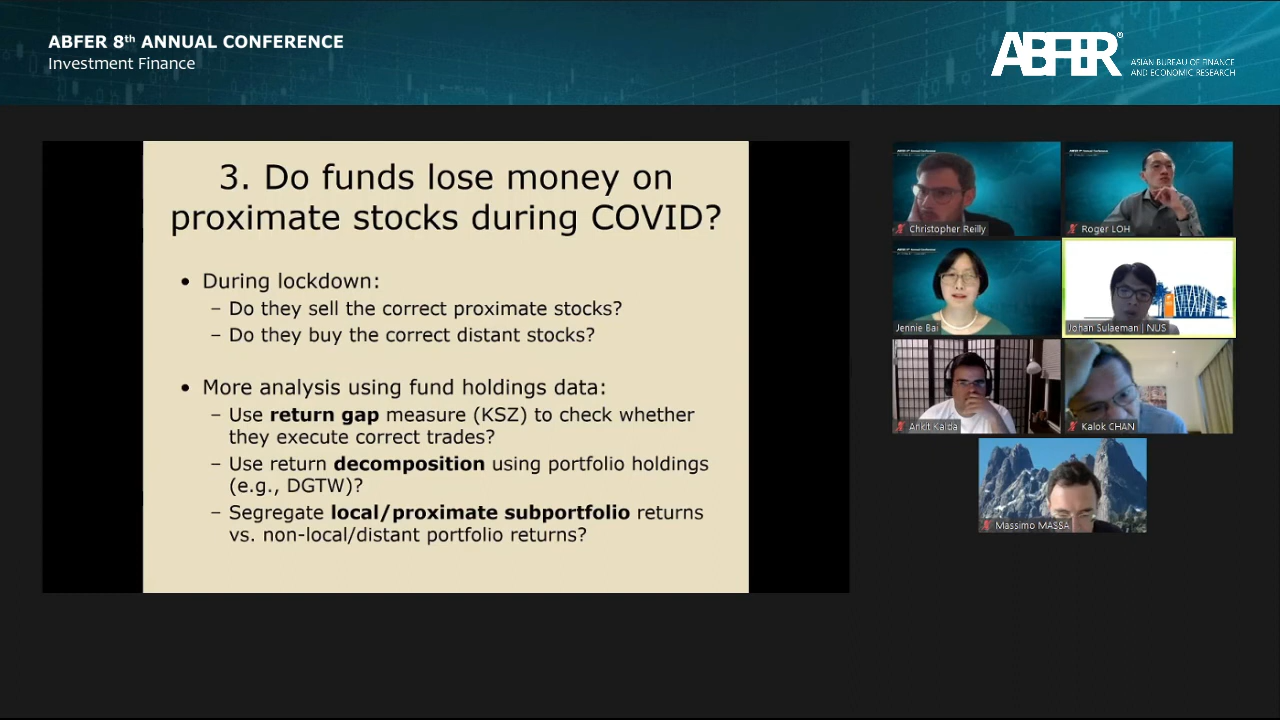 ABFER 8th ANNUAL CONFERENCE
Investment Finance
ABFER®
ASIAN BUREAU OF FINANCE
AND ECONOMIC RESEARCH
3. Do funds lose money on
proximate stocks during COVID?
• During lockdown:
– Do they sell the correct proximate stocks?
– Do they buy the correct distant stocks?
• More analysis using fund holdings data:
– Use return gap measure (KSZ) to check whether
they execute correct trades?
– Use return decomposition using portfolio holdings
(e.g., DGTW)?
– Segregate local/proximate subportfolio returns
vs. non-local/distant portfolio returns?
Christopher Reilly
Roger LOH
Jennie Bai
Johan Sulaeman | NUS
Ankit Kalda
Kalok CHAN
Massimo MASSA